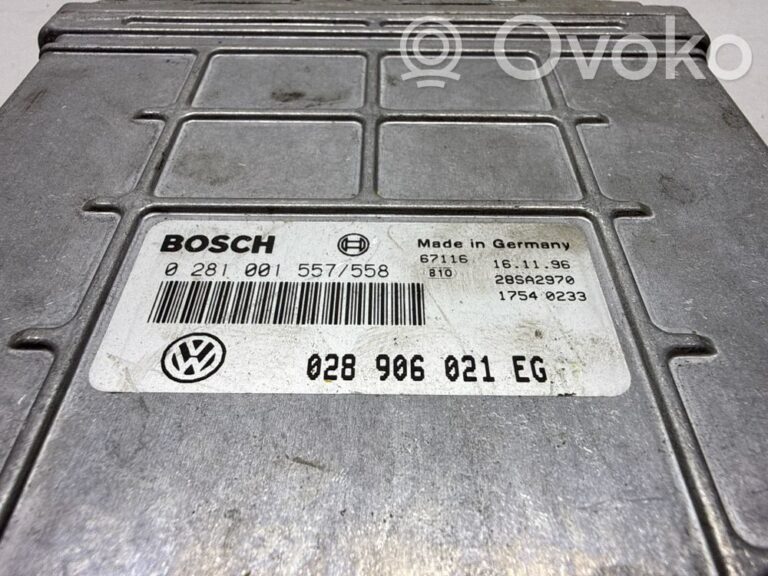 Ovoko
BOSCH Made in Germany
0 281 001 557/558 67116 16.11.96
810 28SA2970
1754 0233
028 906 021 EG